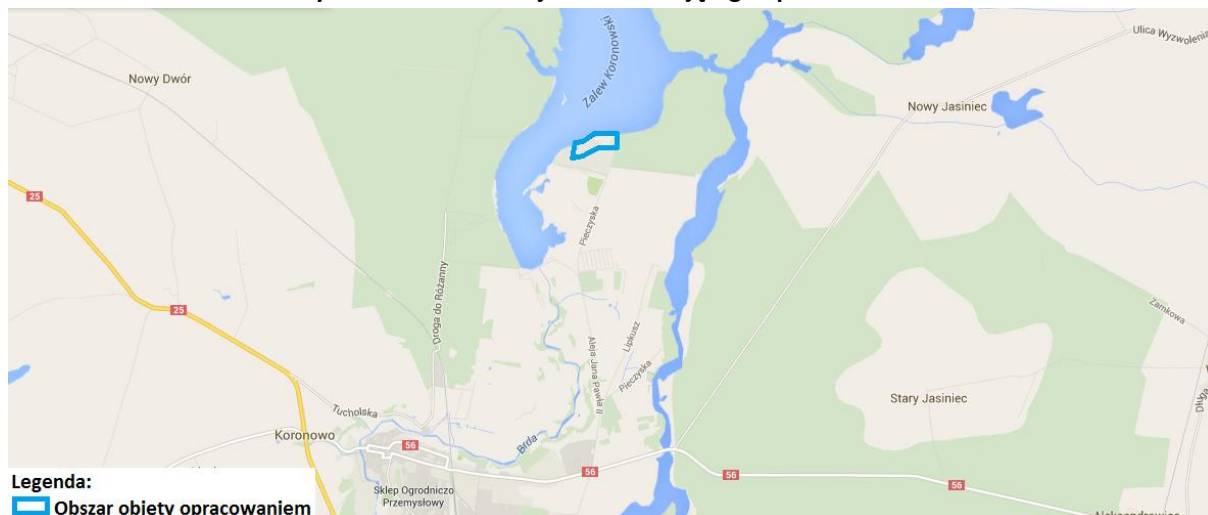 Zalew Koronowski
Ulica Wyzwolenia
Nowy Dwór
Nowy Jasiniec
25
Pieczyska
25
Droga do Różanny
Zamkowa
Aleja Jana Pawła II
Lipkusz
Pieczyska
Stary Jasiniec
Długa
Tucholska
Koronowo
56
Brda
56
56
Sklep Ogrodniczo
Przemysłowy
Legenda:
Obszar objęty opracowaniem